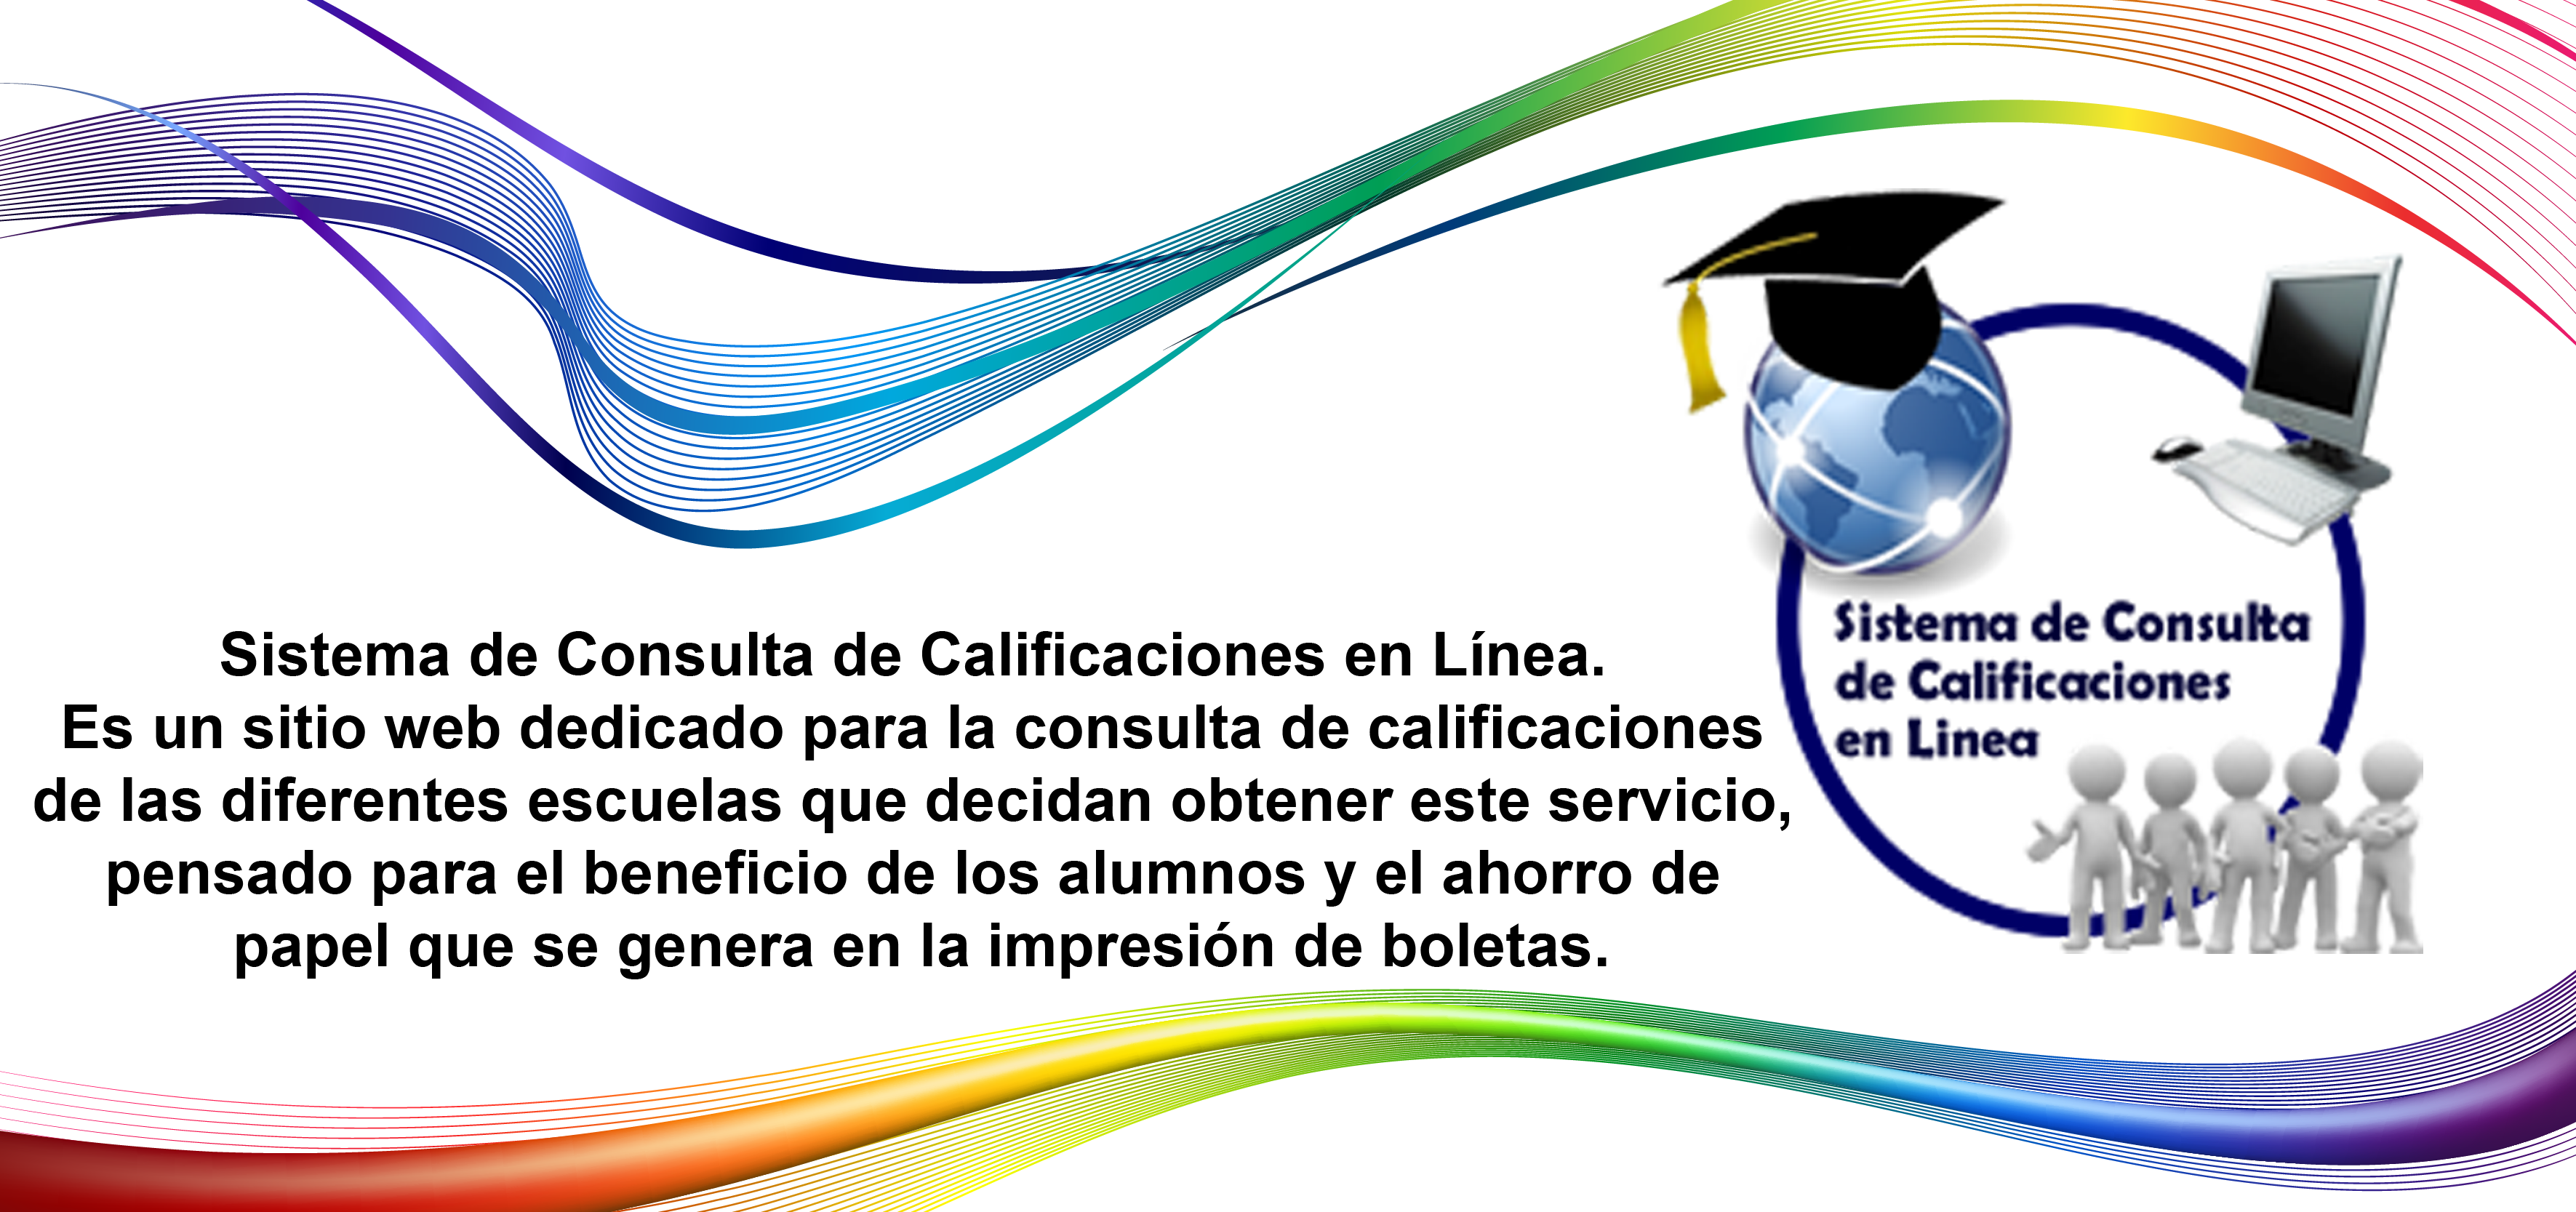 Sistema de Consulta de Calificaciones en Línea.
Es un sitio web dedicado para la consulta de calificaciones
de las diferentes escuelas que decidan obtener este servicio,
pensado para el beneficio de los alumnos y el ahorro de
papel que se genera en la impresión de boletas.
Sistema de Consulta
de Calificaciones
en Linea